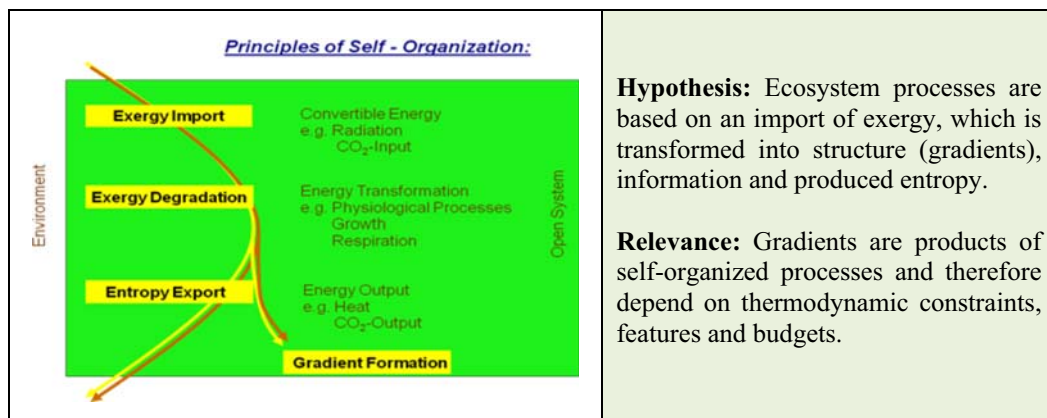 Principles of Self - Organization:
Environment
Exergy Import
Convertible Energy
e.g. Radiation
CO₂-Input
Exergy Degradation
Energy Transformation
e.g. Physiological Processes
Growth
Respiration
Entropy Export
Energy Output
e.g. Heat
CO₂-Output
Gradient Formation
Open System
Hypothesis: Ecosystem processes are
based on an import of exergy, which is
transformed into structure (gradients),
information and produced entropy.
Relevance: Gradients are products of
self-organized processes and therefore
depend on thermodynamic constraints,
features and budgets.